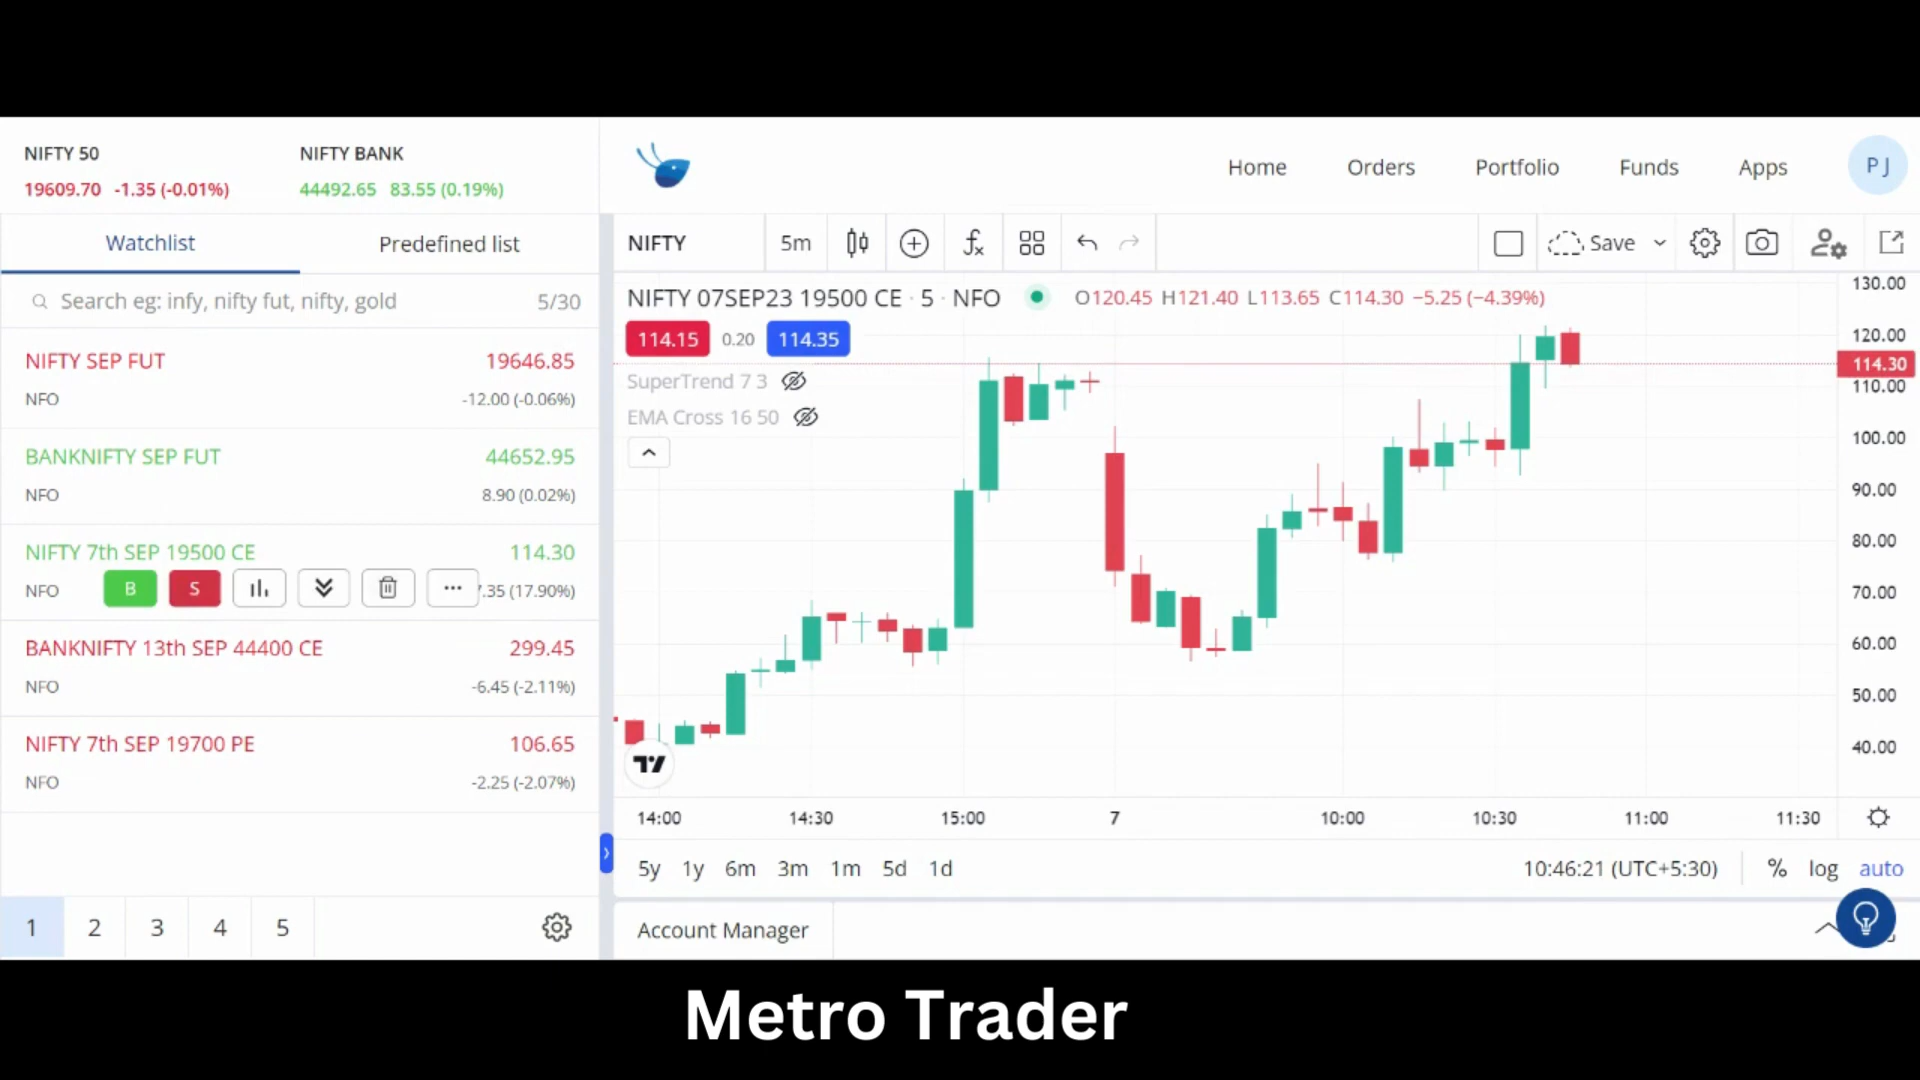 NIFTY 50
19609.70 -1.35 (-0.01%)
NIFTY BANK
44492.65 83.55 (0.19%)
Home Orders Portfolio Funds Apps PJ
Watchlist Predefined list
Search eg: infy, nifty fut, nifty, gold 5/30
NIFTY SEP FUT 19646.85
NFO -12.00 (-0.06%)
BANKNIFTY SEP FUT 44652.95
NFO 8.90 (0.02%)
NIFTY 7th SEP 19500 CE 114.30
NFO B S ... 7.35 (17.90%)
BANKNIFTY 13th SEP 44400 CE 299.45
NFO -6.45 (-2.11%)
NIFTY 7th SEP 19700 PE 106.65
NFO -2.25 (-2.07%)
1 2 3 4 5
NIFTY 5m fx Save
NIFTY 07SEP23 19500 CE · 5 · NFO O120.45 H121.40 L113.65 C114.30 −5.25 (−4.39%)
114.15 0.20 114.35
SuperTrend 7 3
EMA Cross 16 50
130.00
120.00
114.30
110.00
100.00
90.00
80.00
70.00
60.00
50.00
40.00
14:00 14:30 15:00 7 10:00 10:30 11:00 11:30
5y 1y 6m 3m 1m 5d 1d 10:46:21 (UTC+5:30) % log auto
Account Manager
Metro Trader